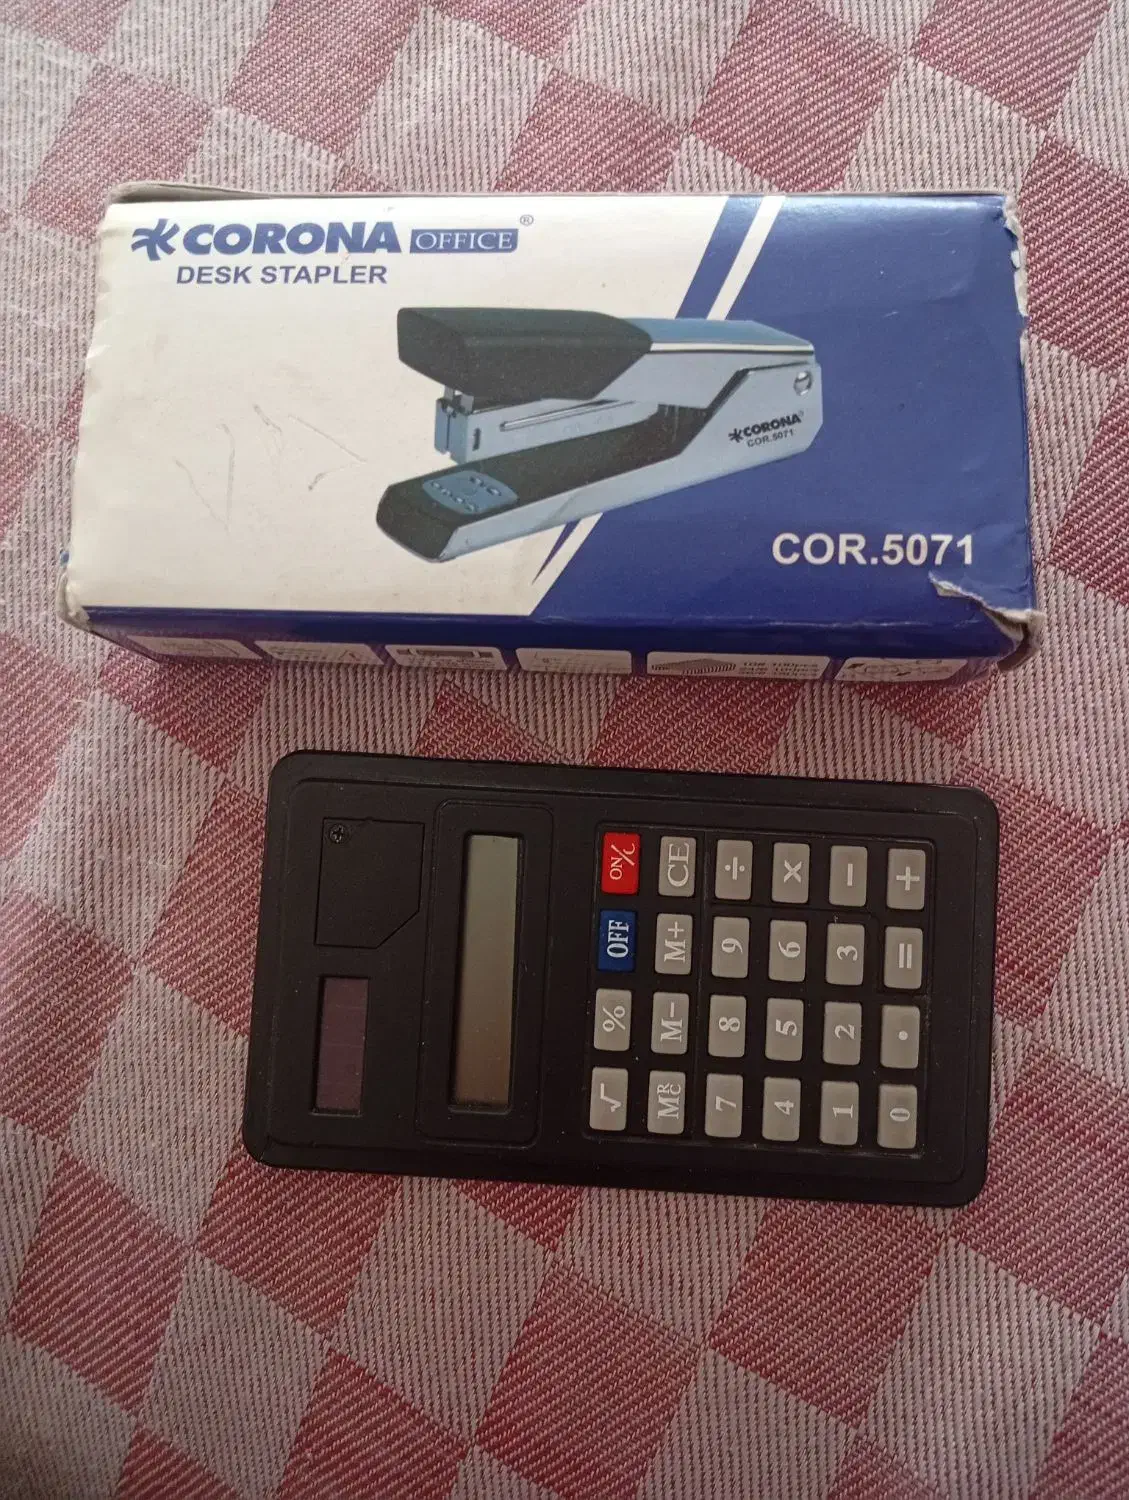 CORONA OFFICE ®
DESK STAPLER
CORONA®
COR.5071
COR.5071
ON/C CE ÷ × − +
OFF M+ 9 6 3 =
% M− 8 5 2 .
√ MRC 7 4 1 0